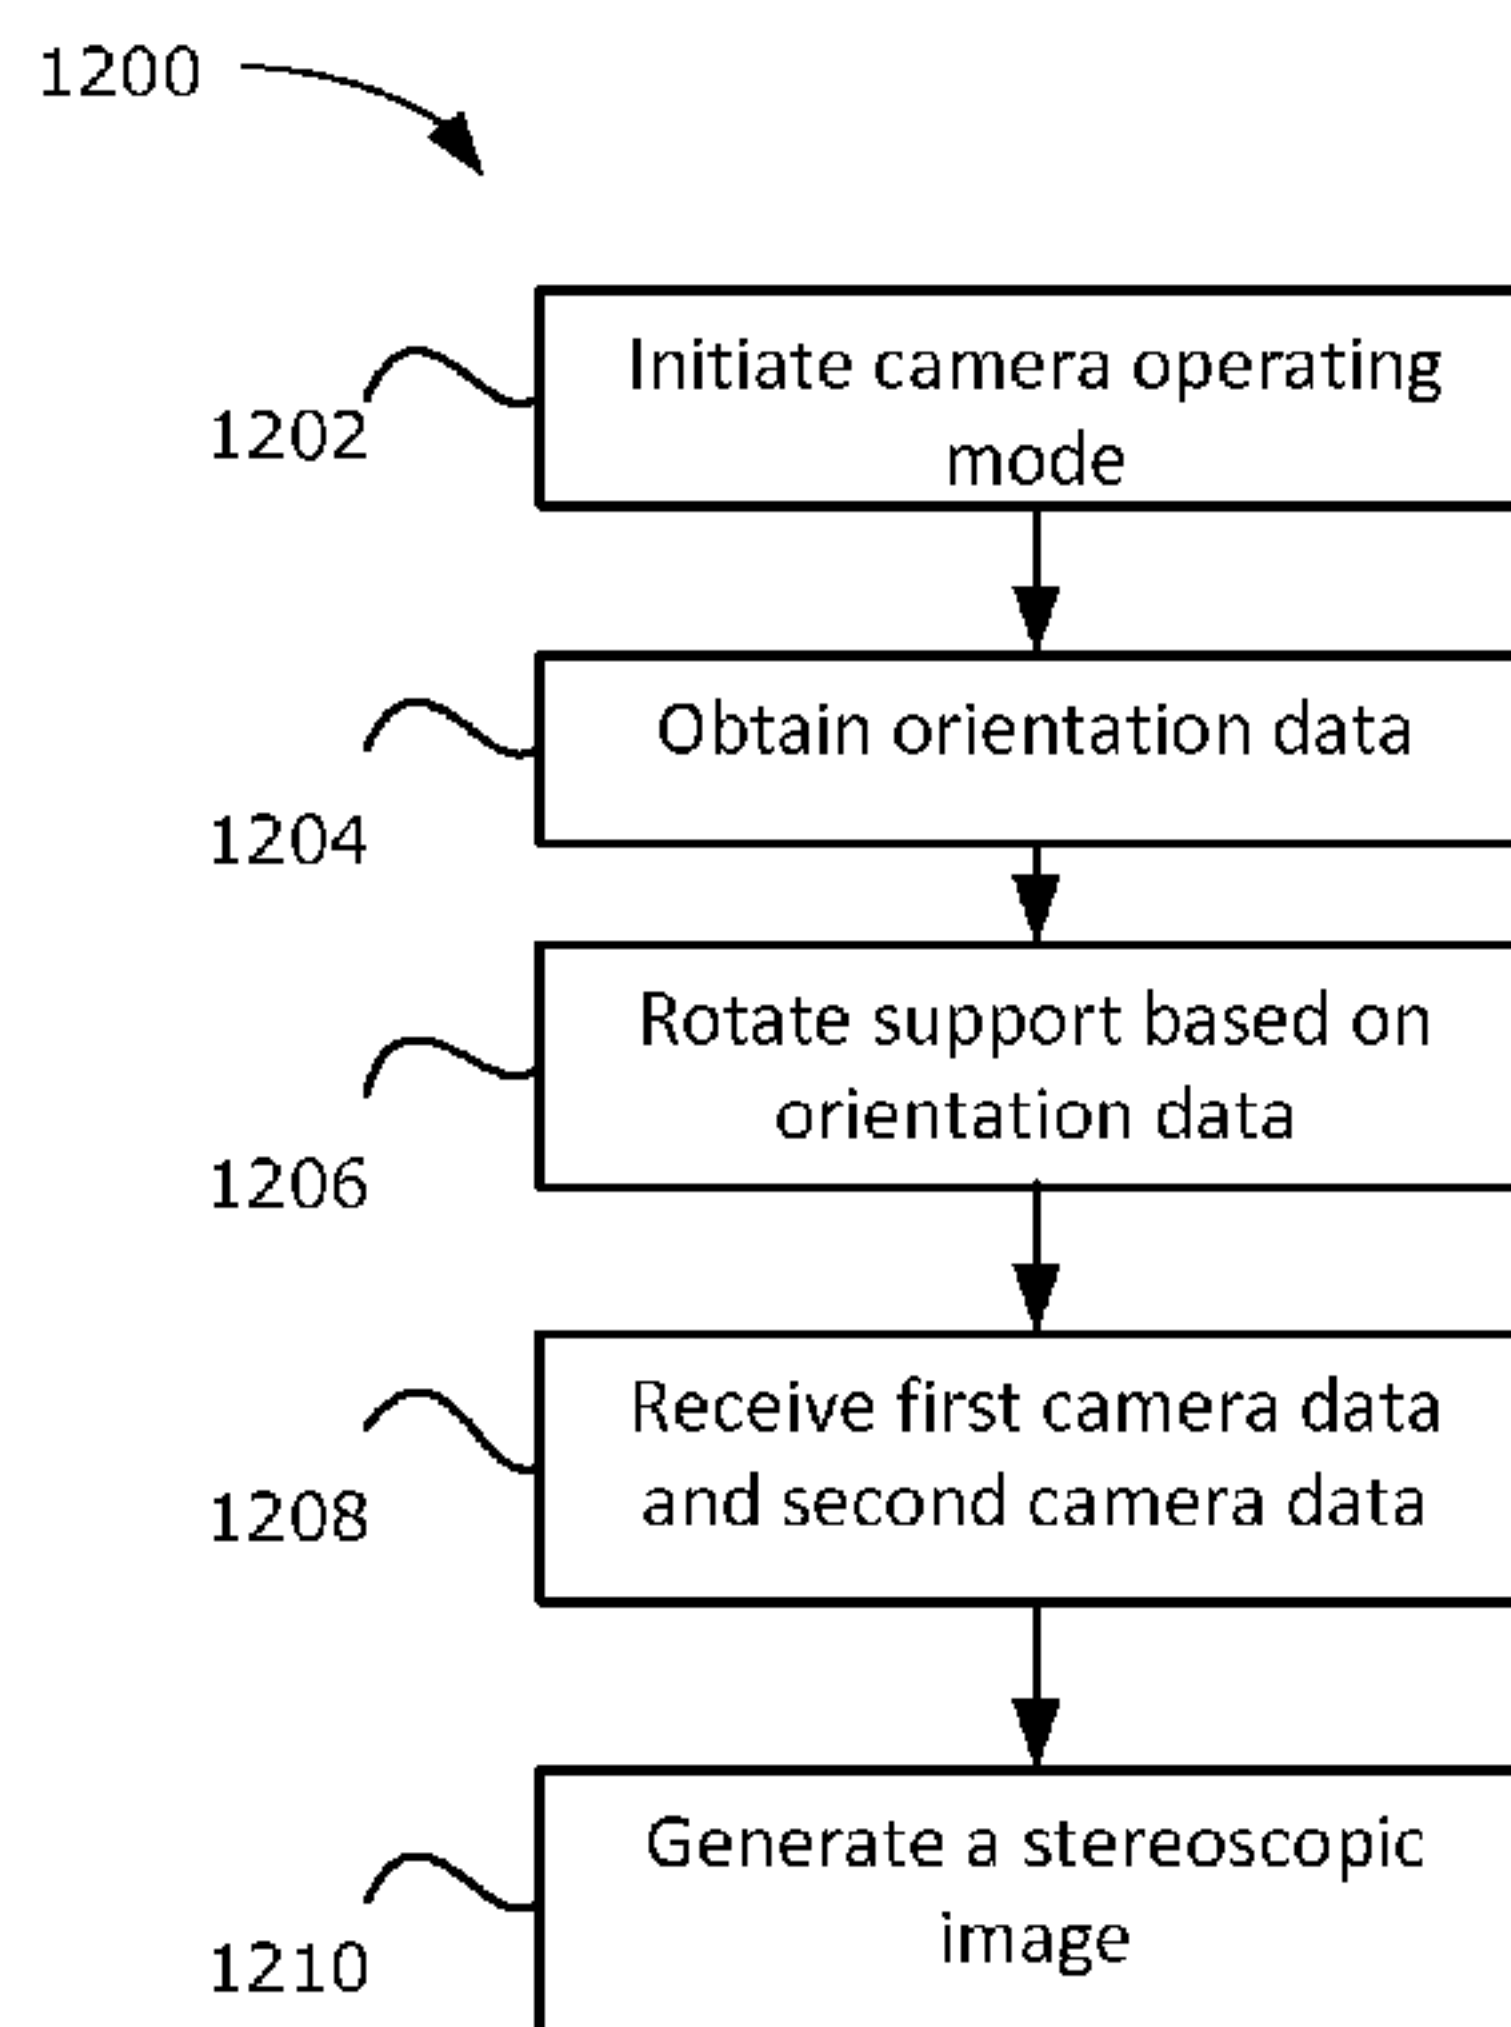 1200
Initiate camera operating
mode
1202
Obtain orientation data
1204
Rotate support based on
orientation data
1206
Receive first camera data
and second camera data
1208
Generate a stereoscopic
image
1210